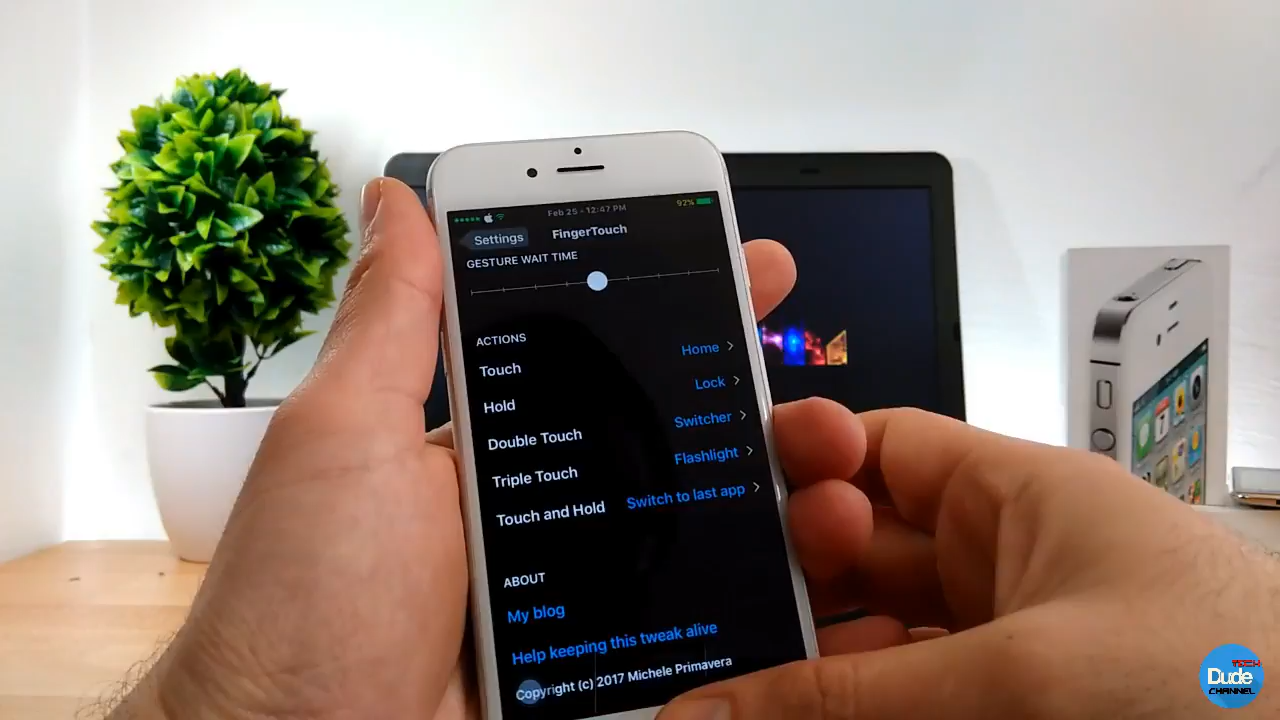 Feb 25 - 12:47 PM 92%
Settings FingerTouch
GESTURE WAIT TIME
ACTIONS
Touch Home
Hold Lock
Double Touch Switcher
Triple Touch Flashlight
Touch and Hold Switch to last app
ABOUT
My blog
Help keeping this tweak alive
Copyright (c) 2017 Michele Primavera
TECH
Dude
CHANNEL